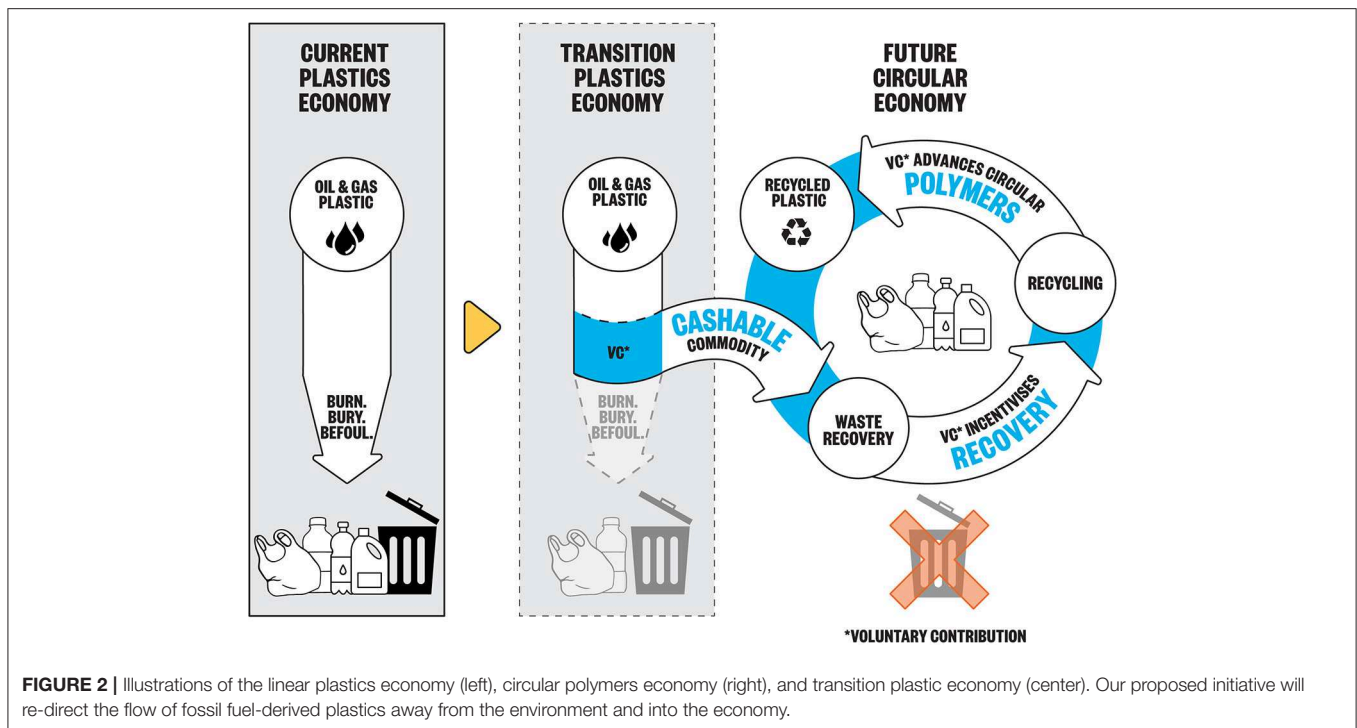 CURRENT
PLASTICS
ECONOMY
OIL & GAS
PLASTIC
BURN.
BURY.
BEFOUL.
TRANSITION
PLASTICS
ECONOMY
OIL & GAS
PLASTIC
VC*
CASHABLE
COMMODITY
BURN.
BURY.
BEFOUL.
FUTURE
CIRCULAR
ECONOMY
VC* ADVANCES CIRCULAR
POLYMERS
RECYCLED
PLASTIC
RECYCLING
WASTE
RECOVERY
VC* INCENTIVISES
RECOVERY
*VOLUNTARY CONTRIBUTION
FIGURE 2 | Illustrations of the linear plastics economy (left), circular polymers economy (right), and transition plastic economy (center). Our proposed initiative will
re-direct the flow of fossil fuel-derived plastics away from the environment and into the economy.